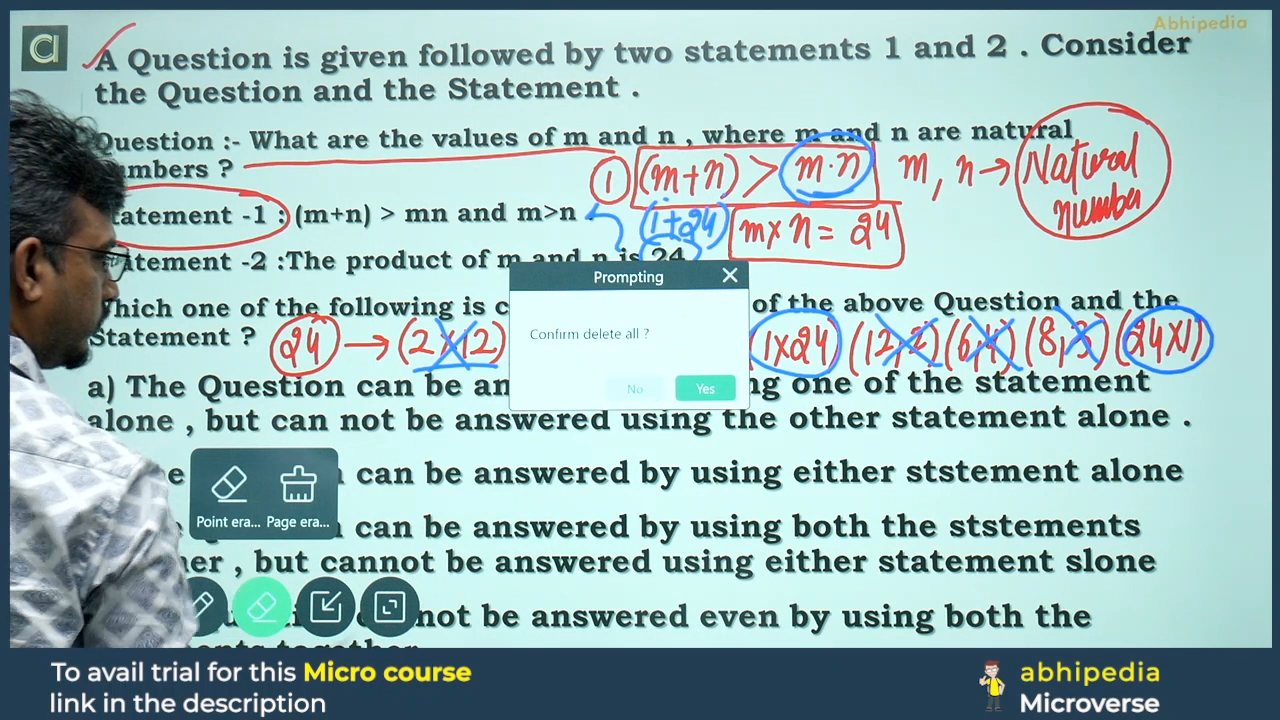 Abhipedia
A Question is given followed by two statements 1 and 2 . Consider
the Question and the Statement .
Question :- What are the values of m and n , where m and n are natural
umbers ?
1 (m+n) > m·n m, n → Natural number
tatement -1 : (m+n) > mn and m>n
(1+24) m×n = 24
atement -2 :The product of m and n is 24
Prompting
Confirm delete all ?
No Yes
Which one of the following is c of the above Question and the
Statement ?
24 → (2×12) (1×24) (12,2) (6,4) (8,3) (24×1)
a) The Question can be an ng one of the statement
alone , but can not be answered using the other statement alone .
e can be answered by using either ststement alone
Point era... Page era...
can be answered by using both the ststements
her , but cannot be answered using either statement slone
not be answered even by using both the
together
To avail trial for this Micro course
link in the description
abhipedia
Microverse